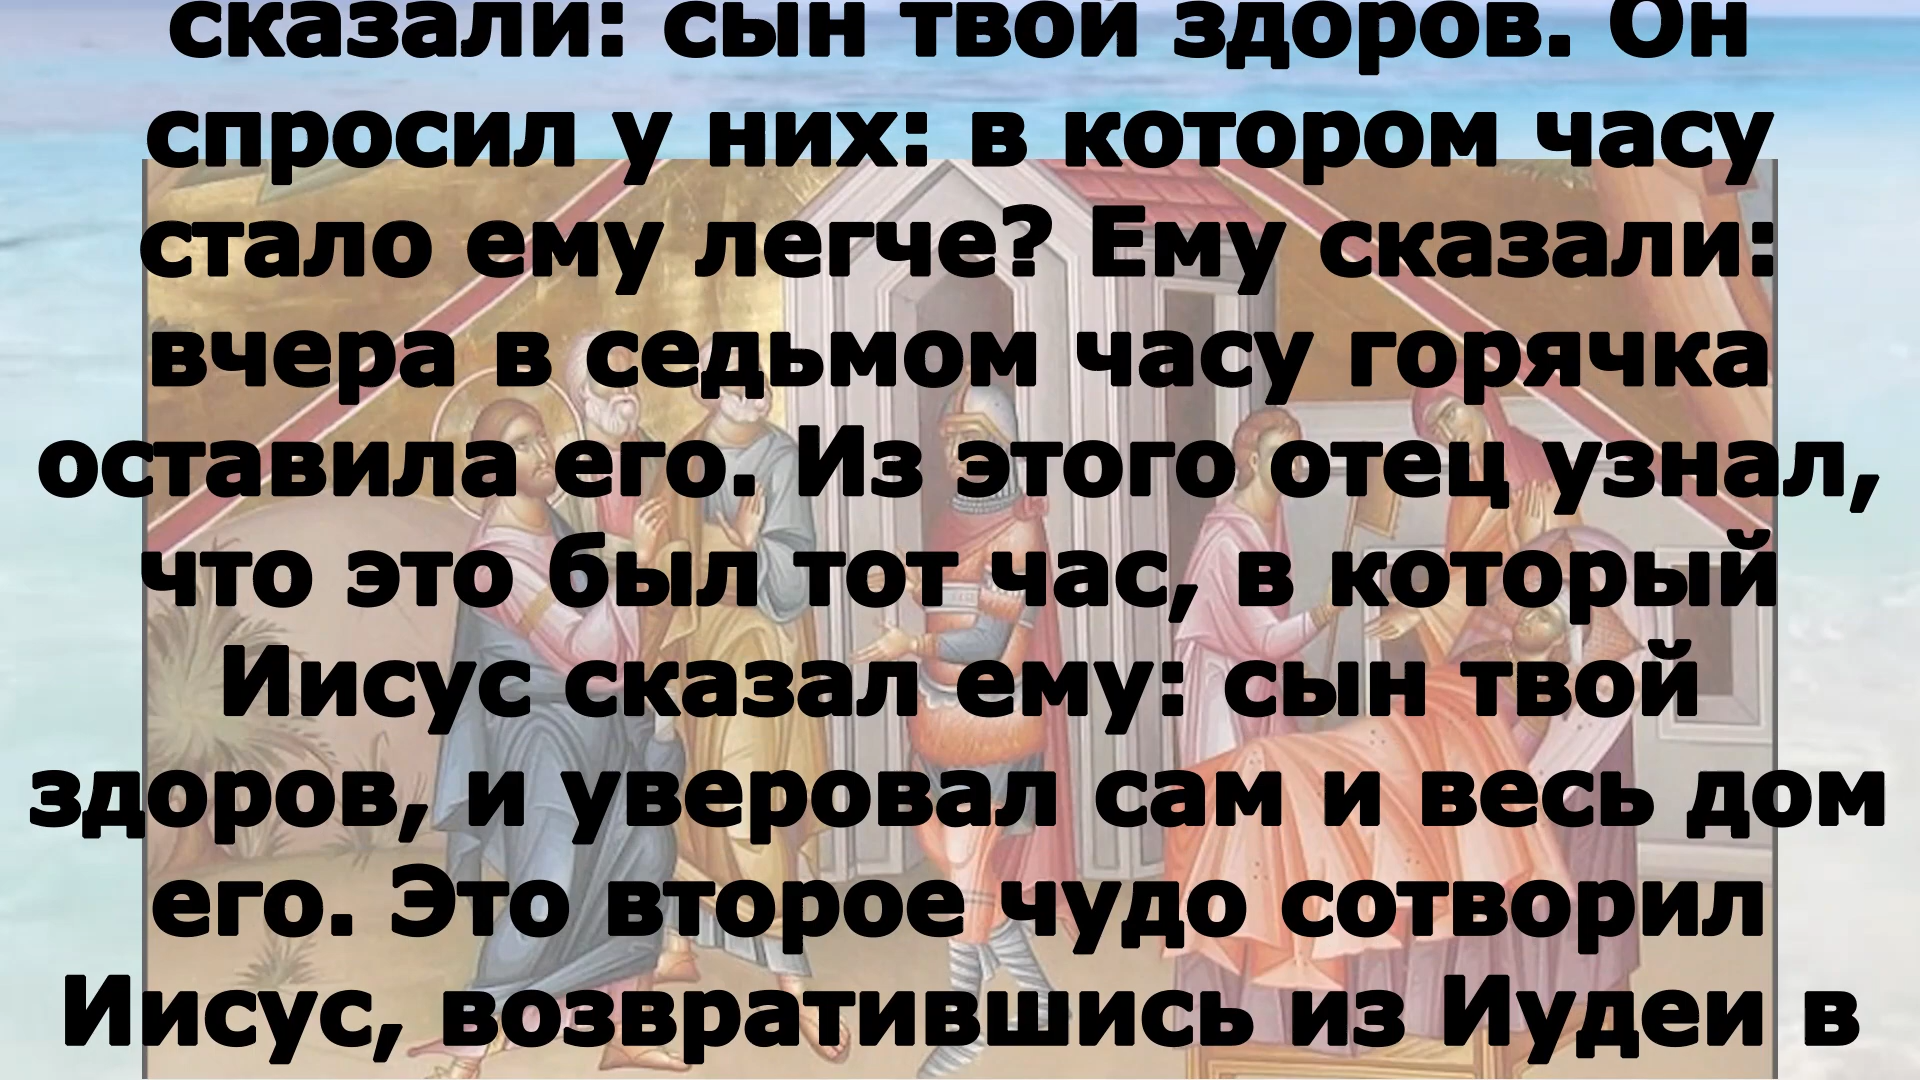 сказали: сын твой здоров. Он
спросил у них: в котором часу
стало ему легче? Ему сказали:
вчера в седьмом часу горячка
оставила его. Из этого отец узнал,
что это был тот час, в который
Иисус сказал ему: сын твой
здоров, и уверовал сам и весь дом
его. Это второе чудо сотворил
Иисус, возвратившись из Иудеи в